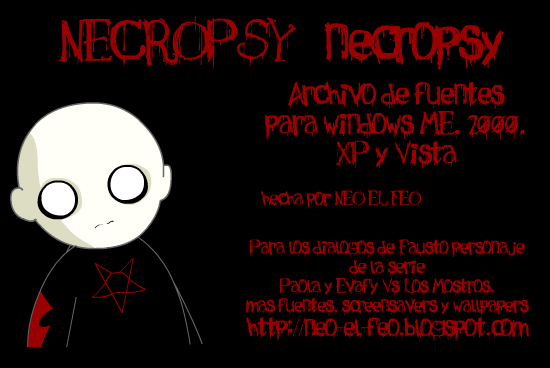 NECROPSY necropsy
Archivo de fuentes
para windows ME, 2000,
XP y Vista
hecha por NEO EL FEO
Para los dialogos de Fausto personaje
de la serie
Paola y Evafy Vs Los Mostros.
mas fuentes, screensavers y wallpapers
http://neo-el-feo.blogspot.com